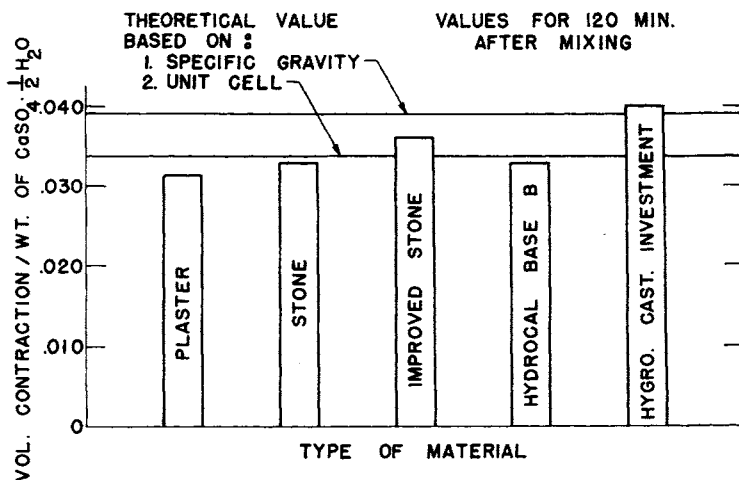 THEORETICAL VALUE
BASED ON :
1. SPECIFIC GRAVITY
2. UNIT CELL
VALUES FOR 120 MIN.
AFTER MIXING
VOL. CONTRACTION / WT. OF CaSO4·½H2O
.040
.030
.020
.010
0
PLASTER
STONE
IMPROVED STONE
HYDROCAL BASE B
HYGRO. CAST. INVESTMENT
TYPE OF MATERIAL